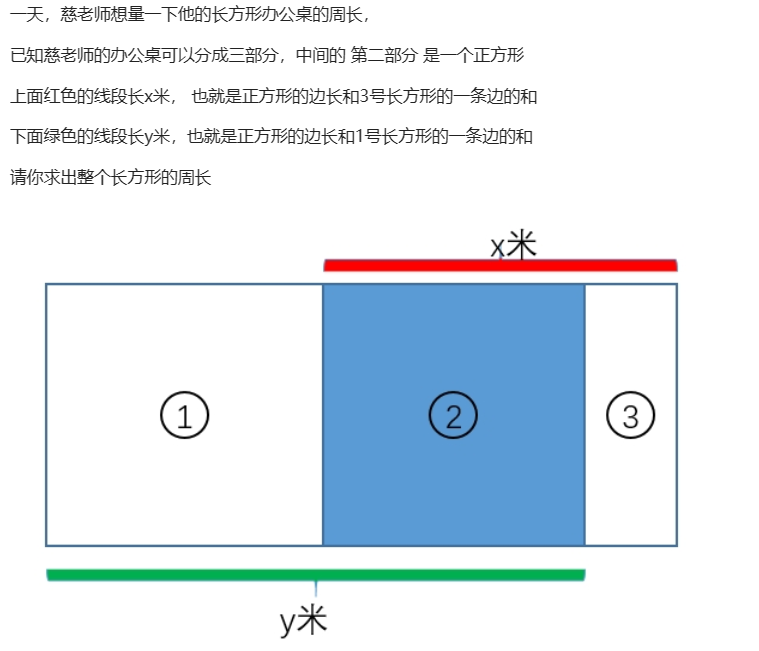 一天，慈老师想量一下他的长方形办公桌的周长，
已知慈老师的办公桌可以分成三部分，中间的 第二部分 是一个正方形
上面红色的线段长x米， 也就是正方形的边长和3号长方形的一条边的和
下面绿色的线段长y米，也就是正方形的边长和1号长方形的一条边的和
请你求出整个长方形的周长
x米
① ② ③
y米